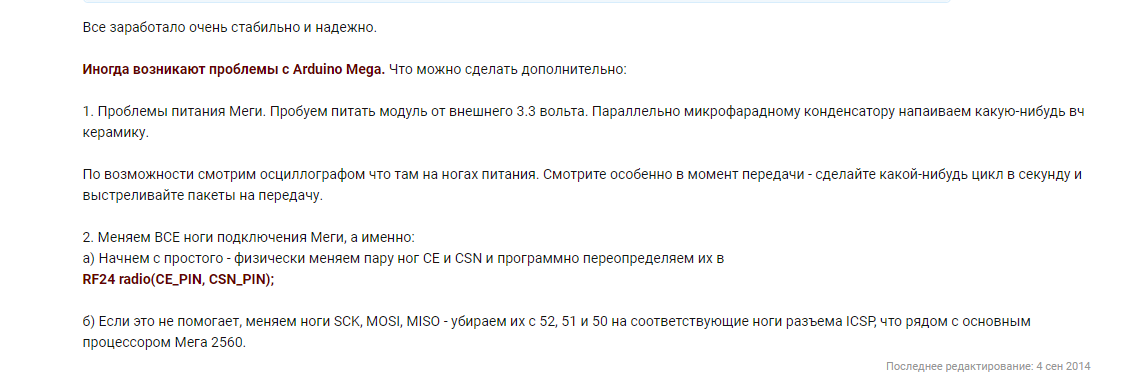 Все заработало очень стабильно и надежно.
Иногда возникают проблемы с Arduino Mega. Что можно сделать дополнительно:
1. Проблемы питания Меги. Пробуем питать модуль от внешнего 3.3 вольта. Параллельно микрофарадному конденсатору напаиваем какую-нибудь вч
керамику.
По возможности смотрим осциллографом что там на ногах питания. Смотрите особенно в момент передачи - сделайте какой-нибудь цикл в секунду и
выстреливайте пакеты на передачу.
2. Меняем ВСЕ ноги подключения Меги, а именно:
а) Начнем с простого - физически меняем пару ног CE и CSN и программно переопределяем их в
RF24 radio(CE_PIN, CSN_PIN);
б) Если это не помогает, меняем ноги SCK, MOSI, MISO - убираем их с 52, 51 и 50 на соответствующие ноги разъема ICSP, что рядом с основным
процессором Мега 2560.
Последнее редактирование: 4 сен 2014